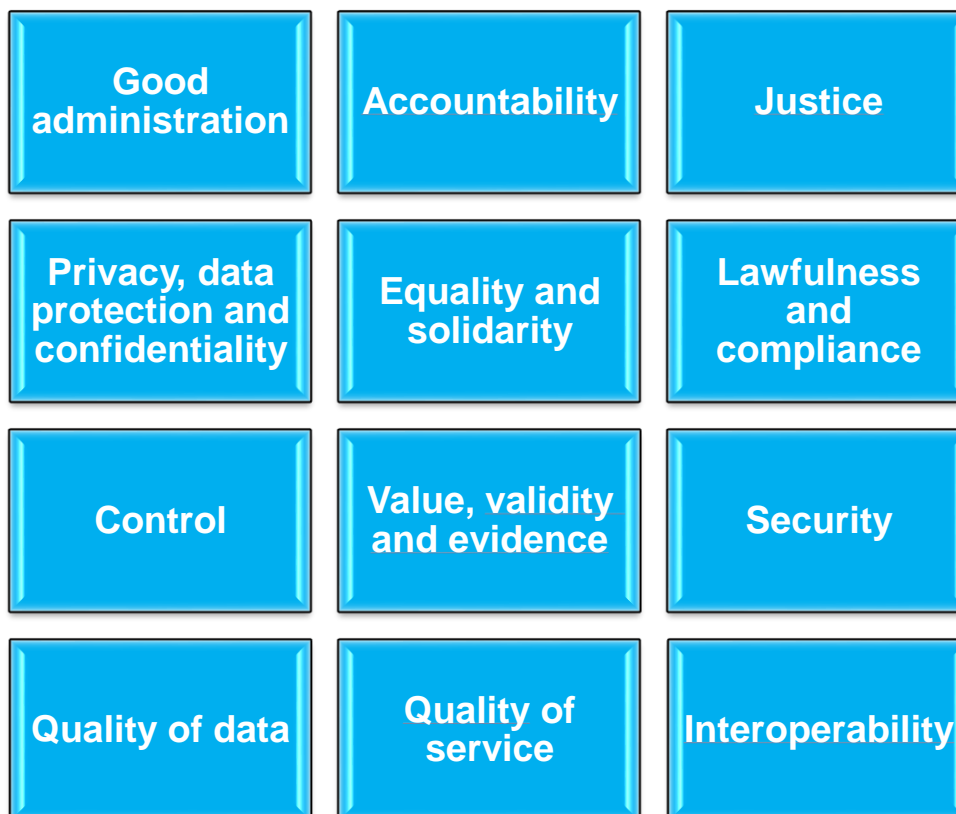 Good
administration
Accountability
Justice
Privacy, data
protection and
confidentiality
Equality and
solidarity
Lawfulness
and
compliance
Control
Value, validity
and evidence
Security
Quality of data
Quality of
service
Interoperability